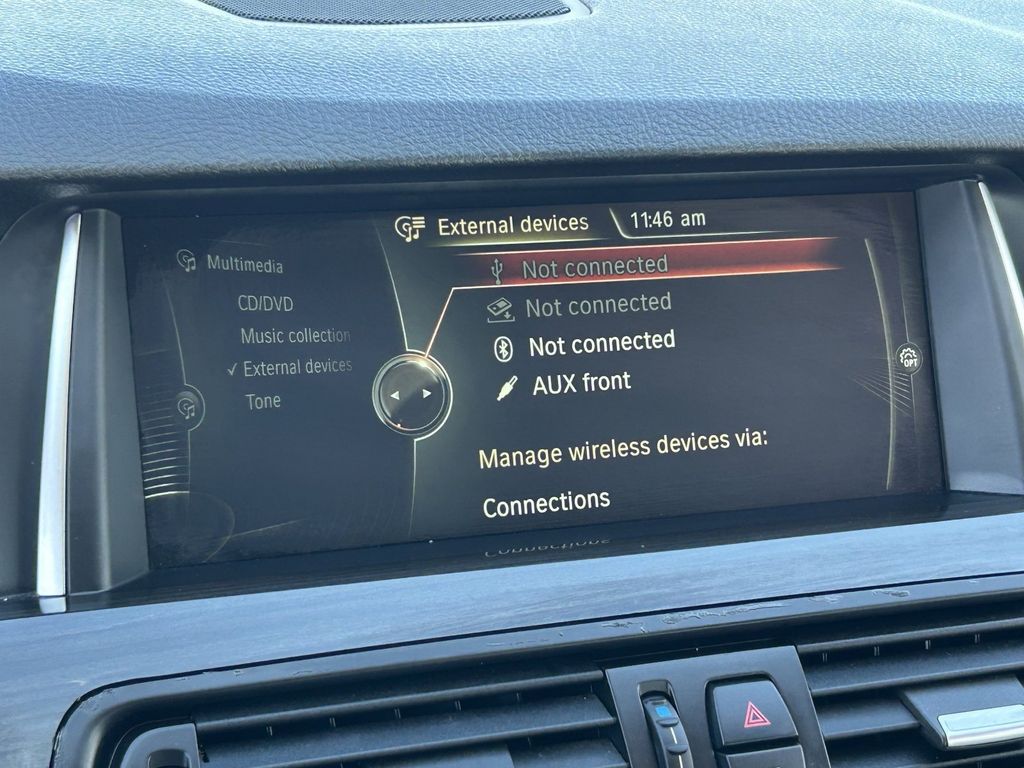 External devices 11:46 am
Multimedia
CD/DVD
Music collection
External devices
Tone
Not connected
Not connected
Not connected
AUX front
Manage wireless devices via:
Connections
OPT